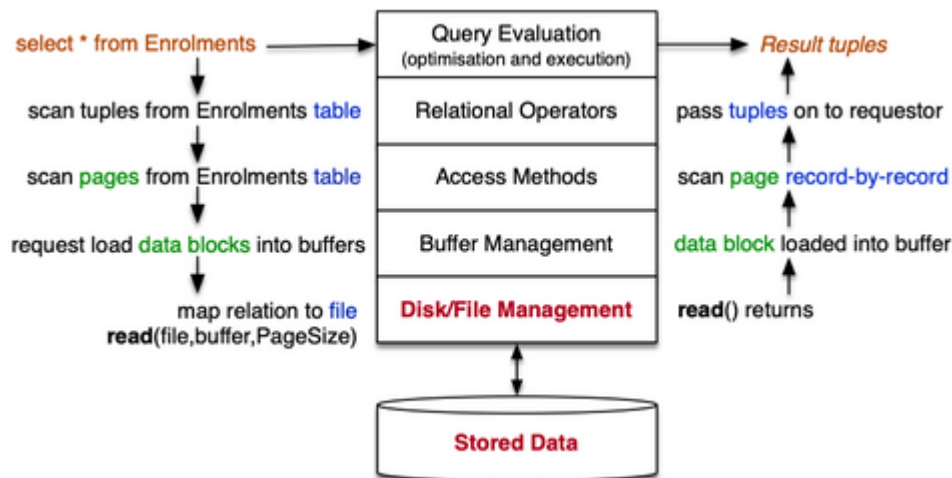 select * from Enrolments
Query Evaluation
(optimisation and execution)
Result tuples
scan tuples from Enrolments table
Relational Operators
pass tuples on to requestor
scan pages from Enrolments table
Access Methods
scan page record-by-record
request load data blocks into buffers
Buffer Management
data block loaded into buffer
map relation to file
read(file,buffer,PageSize)
Disk/File Management
read() returns
Stored Data